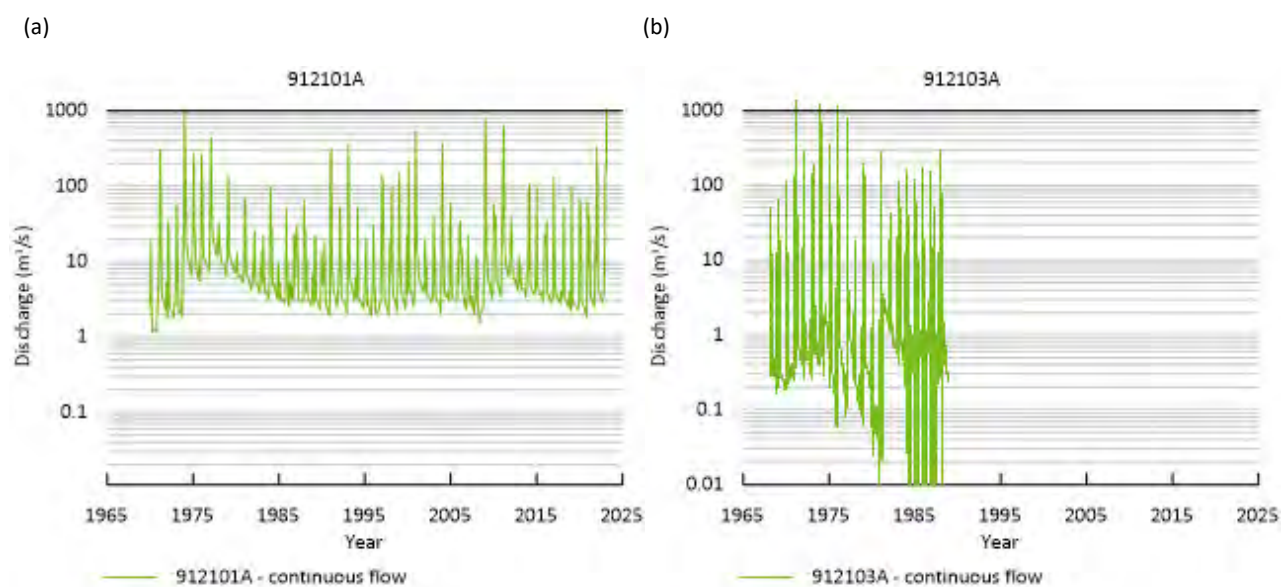 (a)
912101A
Discharge (m³/s)
1000
100
10
1
0.1
1965 1975 1985 1995 2005 2015 2025
Year
912101A - continuous flow
(b)
912103A
Discharge (m³/s)
1000
100
10
1
0.1
0.01
1965 1975 1985 1995 2005 2015 2025
Year
912103A - continuous flow